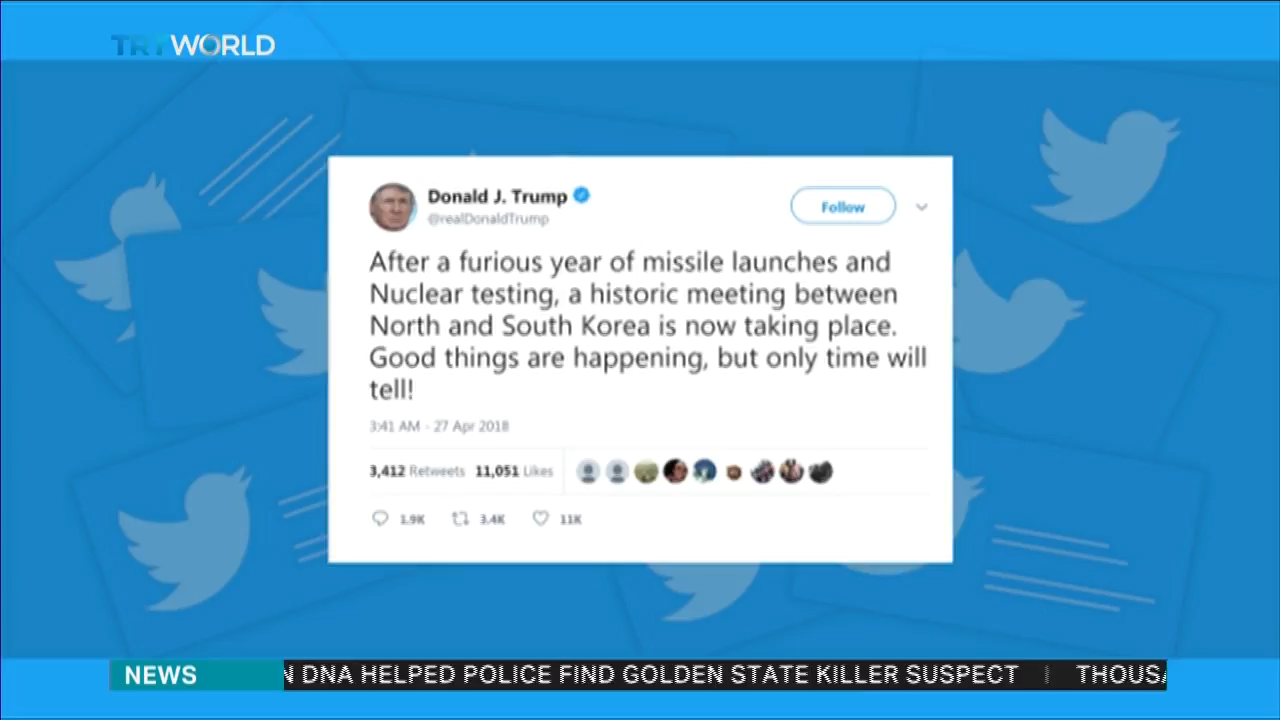 TRT WORLD
Donald J. Trump
@realDonaldTrump
Follow
After a furious year of missile launches and
Nuclear testing, a historic meeting between
North and South Korea is now taking place.
Good things are happening, but only time will
tell!
3:41 AM - 27 Apr 2018
3,412 Retweets 11,051 Likes
1.9K 3.4K 11K
NEWS
N DNA HELPED POLICE FIND GOLDEN STATE KILLER SUSPECT | THOUSA